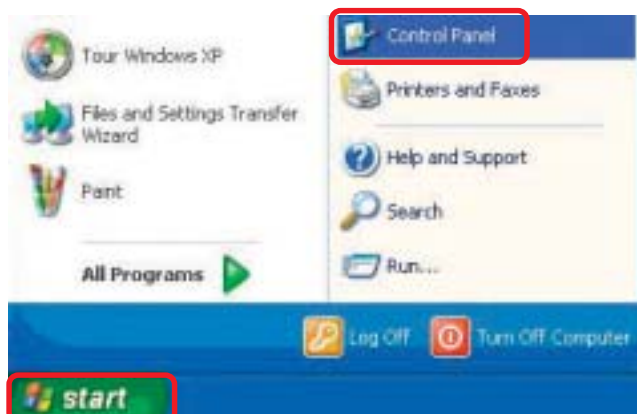 Tour Windows XP
Files and Settings Transfer
Wizard
Paint
All Programs
Control Panel
Printers and Faxes
Help and Support
Search
Run...
Log Off
Turn Off Computer
start